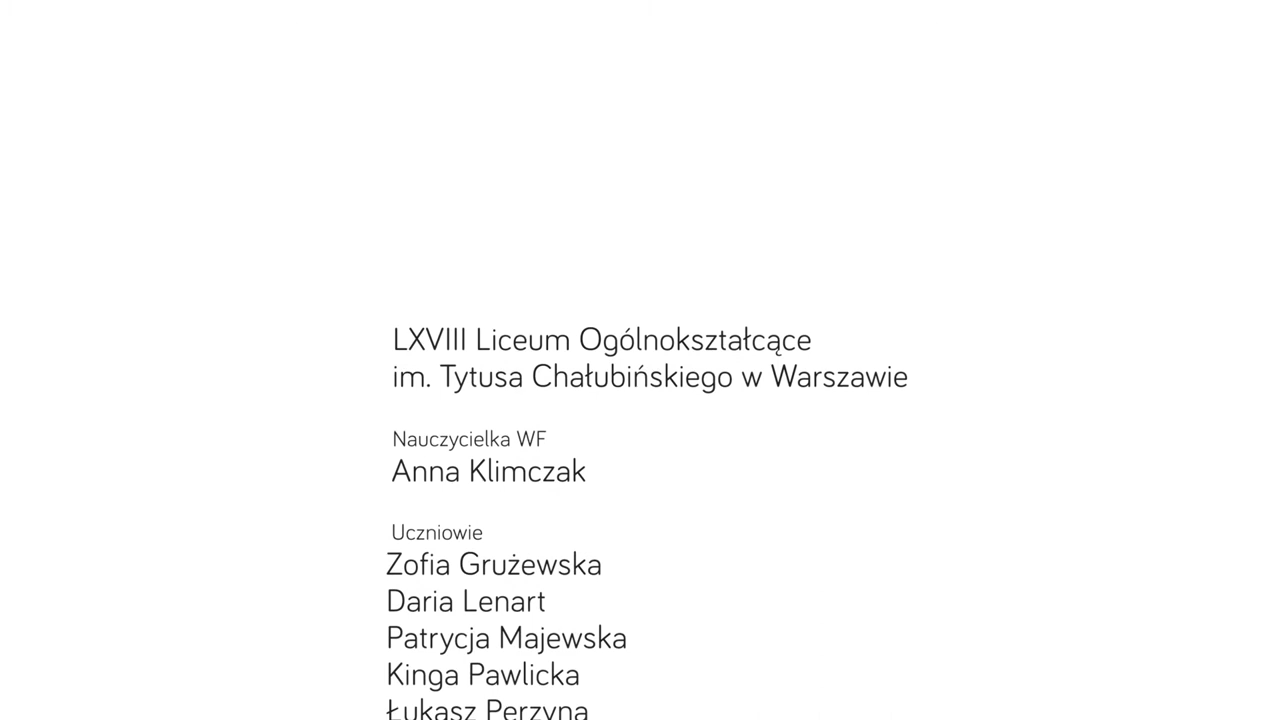 LXVIII Liceum Ogólnokształcące
im. Tytusa Chałubińskiego w Warszawie
Nauczycielka WF
Anna Klimczak
Uczniowie
Zofia Grużewska
Daria Lenart
Patrycja Majewska
Kinga Pawlicka
Łukasz Perzyna